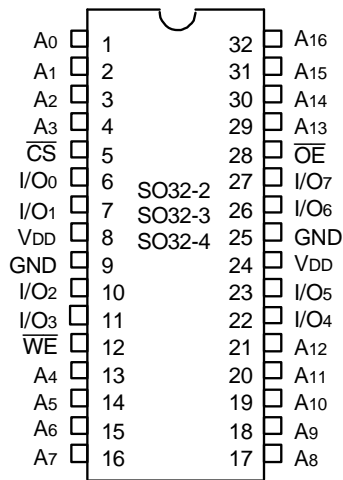 A0 1 32 A16
A1 2 31 A15
A2 3 30 A14
A3 4 29 A13
C̅S̅ 5 28 O̅E̅
I/O0 6 27 I/O7
SO32-2
I/O1 7 26 I/O6
SO32-3
VDD 8 25 GND
SO32-4
GND 9 24 VDD
I/O2 10 23 I/O5
I/O3 11 22 I/O4
W̅E̅ 12 21 A12
A4 13 20 A11
A5 14 19 A10
A6 15 18 A9
A7 16 17 A8